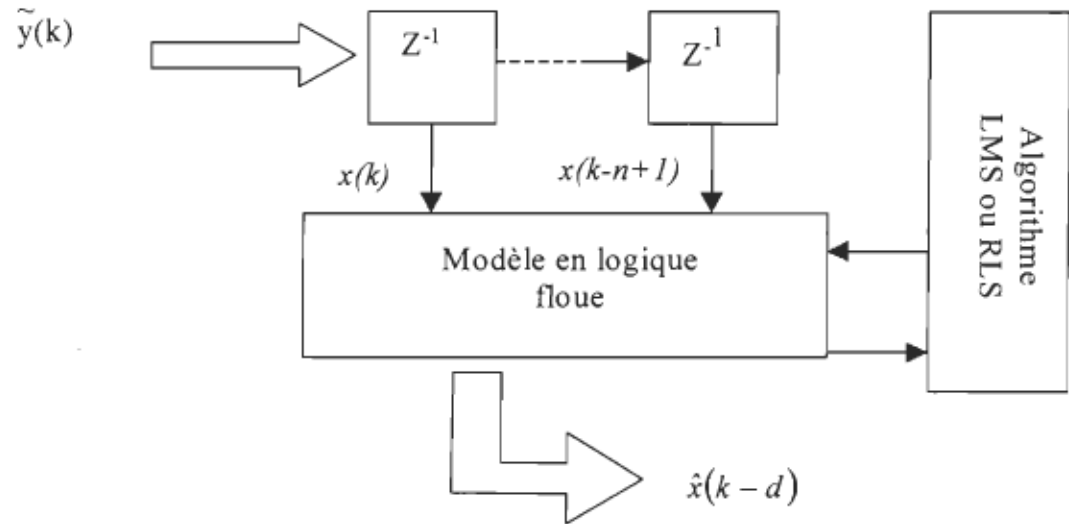 ỹ(k)
Z⁻¹
Z⁻¹
x(k)
x(k-n+1)
Modèle en logique
floue
Algorithme
LMS ou RLS
x̂(k – d)